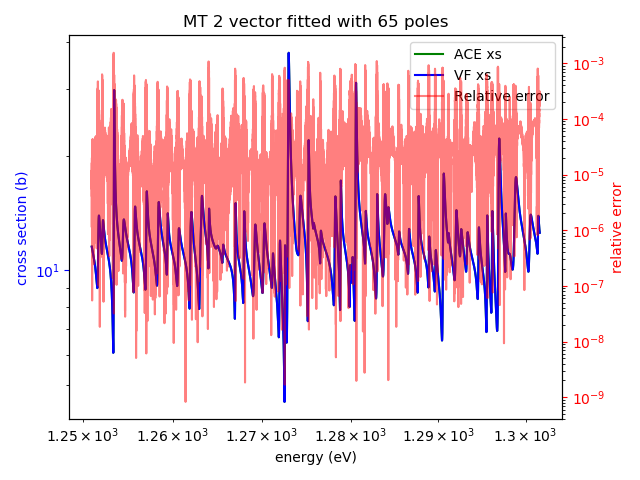 MT 2 vector fitted with 65 poles
ACE xs
VF xs
Relative error
cross section (b)
10¹
10⁻³
10⁻⁴
10⁻⁵
10⁻⁶
10⁻⁷
10⁻⁸
10⁻⁹
relative error
1.25 × 10³ 1.26 × 10³ 1.27 × 10³ 1.28 × 10³ 1.29 × 10³ 1.3 × 10³
energy (eV)